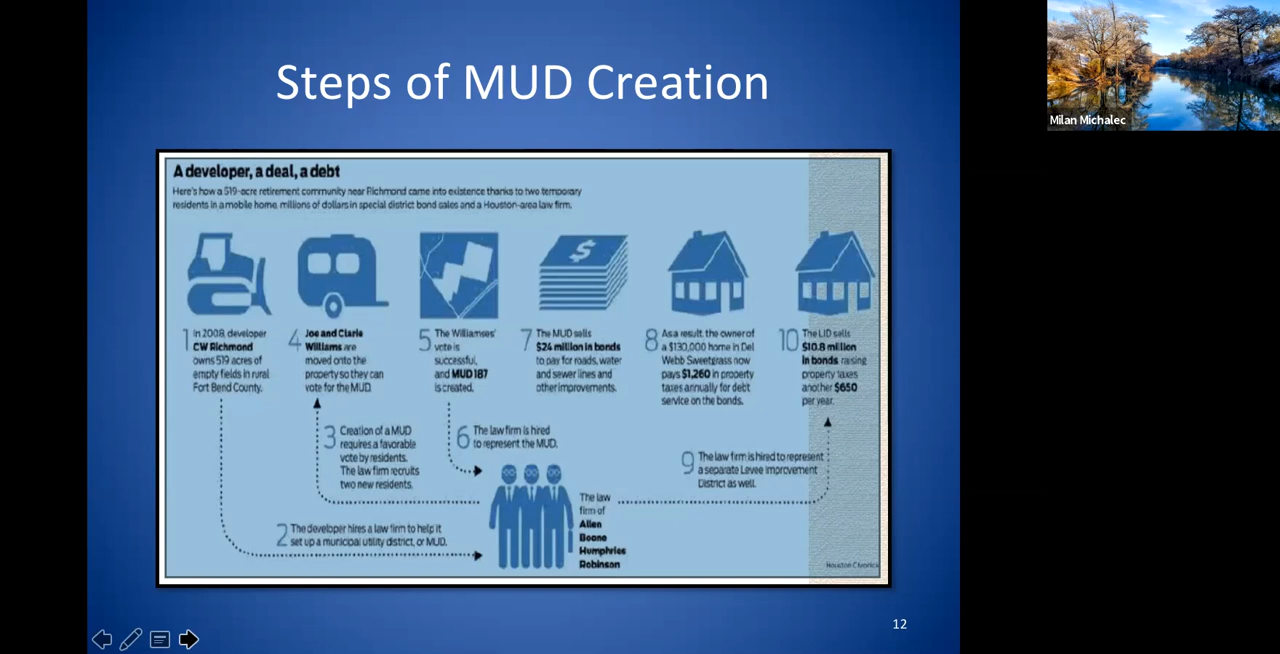 Steps of MUD Creation
A developer, a deal, a debt
Here's how a 519-acre retirement community near Richmond came into existence thanks to two temporary
residents in a mobile home, millions of dollars in special district bond sales and a Houston-area law firm.
1 In 2008, developer
CW Richmond
owns 519 acres of
empty fields in rural
Fort Bend County.
4 Joe and Clarie
Williams are
moved onto the
property so they can
vote for the MUD.
5 The Williamses'
vote is
successful,
and MUD 187
is created.
7 The MUD sells
$24 million in bonds
to pay for roads, water
and sewer lines and
other improvements.
8 As a result, the owner of
a $130,000 home in Del
Webb Sweetgrass now
pays $1,260 in property
taxes annually for debt
service on the bonds.
10 The LID sells
$10.8 million
in bonds raising
property taxes
another $650
per year.
3 Creation of a MUD
requires a favorable
vote by residents.
The law firm recruits
two new residents.
6 The law firm is hired
to represent the MUD.
9 The law firm is hired to represent
a separate Levee Improvement
District as well.
2 The developer hires a law firm to help it
set up a municipal utility district, or MUD.
The law
firm of
Allen
Boone
Humphries
Robinson
Houston Chronicle
12
Milan Michalec